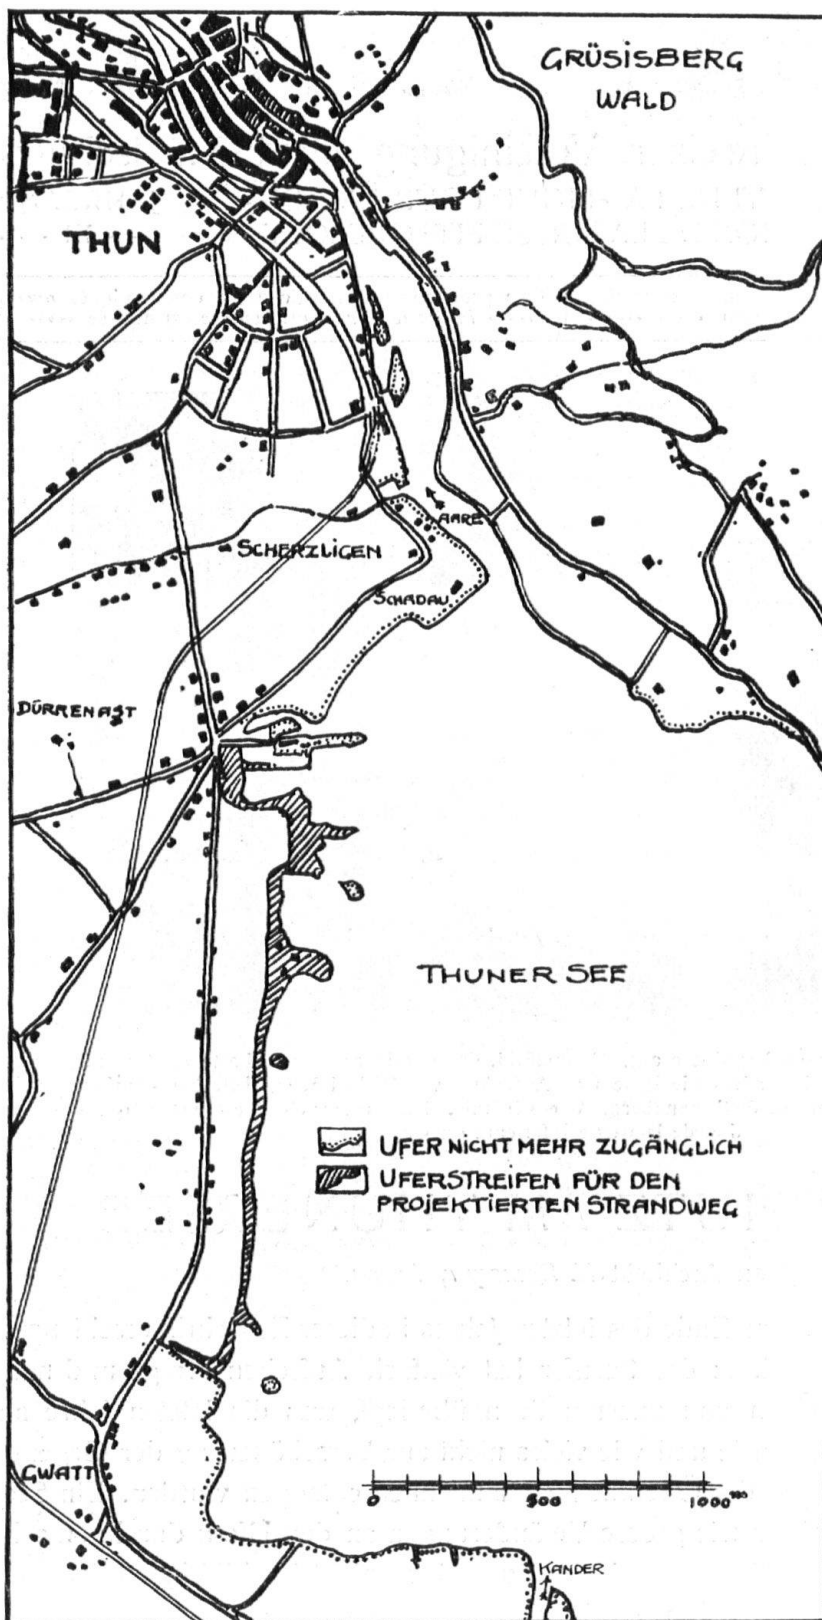 GRÜSISBERG
WALD
THUN
AARE
SCHERZLIGEN
SCHADAU
DÜRRENAST
THUNER SEE
UFER NICHT MEHR ZUGÄNGLICH
UFERSTREIFEN FÜR DEN
PROJEKTIERTEN STRANDWEG
GWATT
0 500 1000
KANDER